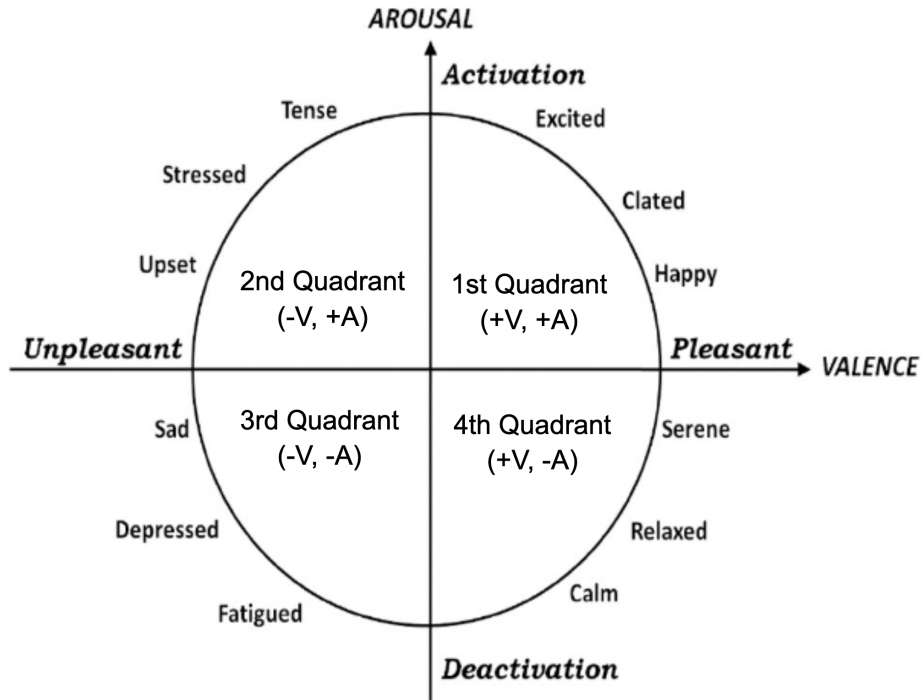 AROUSAL
Activation
Tense
Excited
Stressed
Clated
Upset
Happy
2nd Quadrant
(-V, +A)
1st Quadrant
(+V, +A)
Unpleasant
Pleasant
VALENCE
Sad
3rd Quadrant
(-V, -A)
4th Quadrant
(+V, -A)
Serene
Depressed
Relaxed
Calm
Fatigued
Deactivation